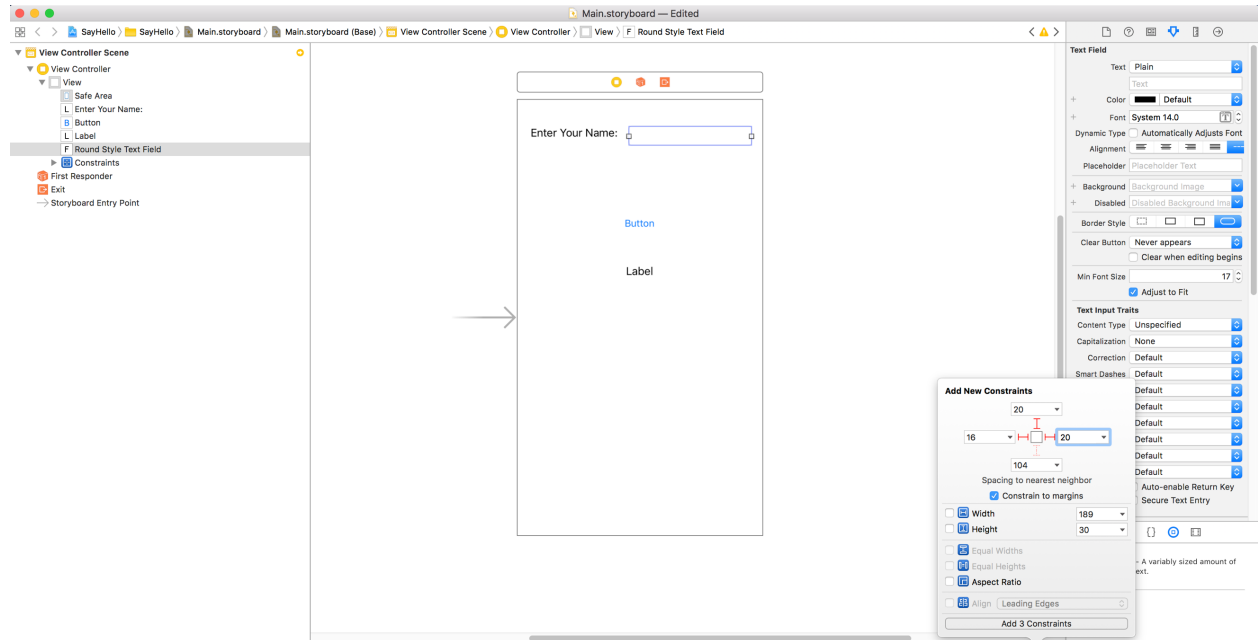 Main.storyboard — Edited
SayHello SayHello Main.storyboard Main.storyboard (Base) View Controller Scene View Controller View F Round Style Text Field
View Controller Scene
View Controller
View
Safe Area
L Enter Your Name:
B Button
L Label
F Round Style Text Field
Constraints
First Responder
Exit
Storyboard Entry Point
Enter Your Name:
Button
Label
Text Field
Text Plain
Text
Color Default
Font System 14.0
Dynamic Type Automatically Adjusts Font
Alignment
Placeholder Placeholder Text
Background Background Image
Disabled Disabled Background Ima
Border Style
Clear Button Never appears
Clear when editing begins
Min Font Size 17
Adjust to Fit
Text Input Traits
Content Type Unspecified
Capitalization None
Correction Default
Smart Dashes Default
Default
Default
Default
Default
Default
Default
Auto-enable Return Key
Secure Text Entry
- A variably sized amount of
ext.
Add New Constraints
20
16 20
104
Spacing to nearest neighbor
Constrain to margins
Width 189
Height 30
Equal Widths
Equal Heights
Aspect Ratio
Align Leading Edges
Add 3 Constraints